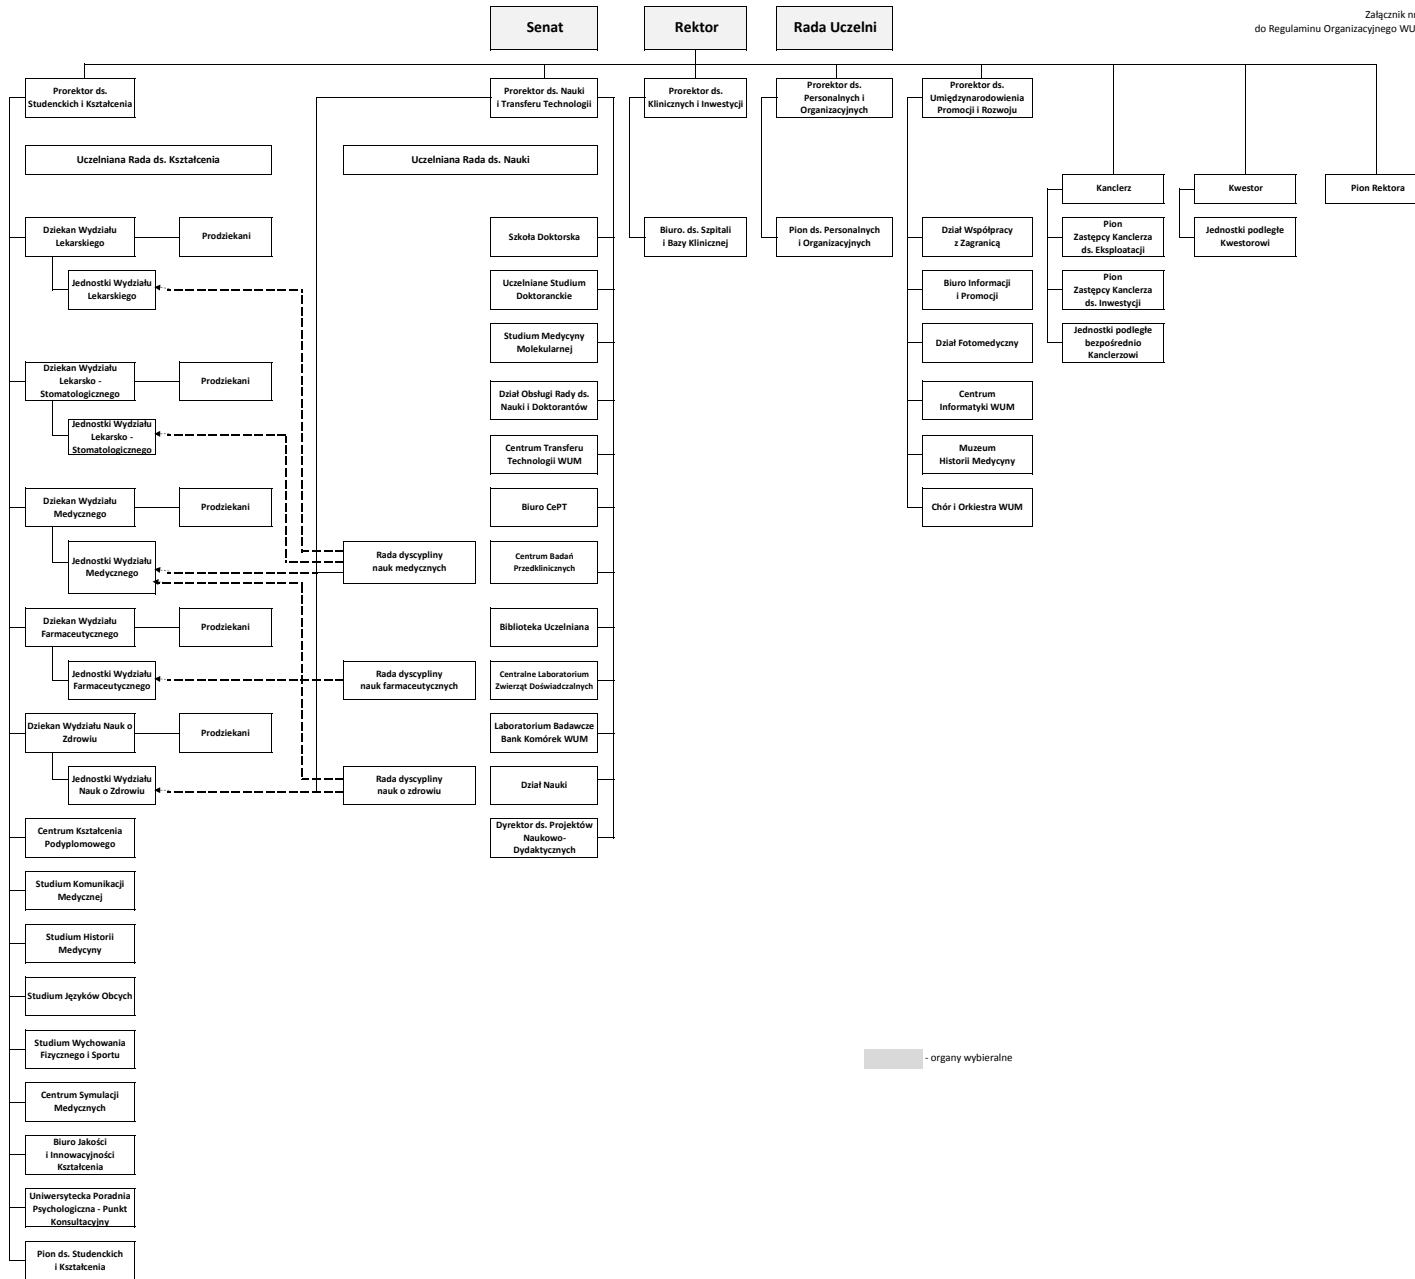 Senat
Rektor
Rada Uczelni
Załącznik nr
do Regulaminu Organizacyjnego WU
Prorektor ds.
Studenckich i Kształcenia
Prorektor ds. Nauki
i Transferu Technologii
Prorektor ds.
Klinicznych i Inwestycji
Prorektor ds.
Personalnych i
Organizacyjnych
Prorektor ds.
Umiędzynarodowienia
Promocji i Rozwoju
Uczelniana Rada ds. Kształcenia
Uczelniana Rada ds. Nauki
Kanclerz
Kwestor
Pion Rektora
Dziekan Wydziału
Lekarskiego
Prodziekani
Szkoła Doktorska
Biuro. ds. Szpitali
i Bazy Klinicznej
Pion ds. Personalnych
i Organizacyjnych
Dział Współpracy
z Zagranicą
Pion
Zastępcy Kanclerza
ds. Eksploatacji
Jednostki podległe
Kwestorowi
Jednostki Wydziału
Lekarskiego
Uczelniane Studium
Doktoranckie
Biuro Informacji
i Promocji
Pion
Zastępcy Kanclerza
ds. Inwestycji
Studium Medycyny
Molekularnej
Dział Fotomedyczny
Jednostki podległe
bezpośrednio
Kanclerzowi
Dziekan Wydziału
Lekarsko -
Stomatologicznego
Prodziekani
Dział Obsługi Rady ds.
Nauki i Doktorantów
Centrum
Informatyki WUM
Jednostki Wydziału
Lekarsko -
Stomatologicznego
Centrum Transferu
Technologii WUM
Muzeum
Historii Medycyny
Dziekan Wydziału
Medycznego
Prodziekani
Biuro CePT
Chór i Orkiestra WUM
Jednostki Wydziału
Medycznego
Rada dyscypliny
nauk medycznych
Centrum Badań
Przedklinicznych
Dziekan Wydziału
Farmaceutycznego
Prodziekani
Biblioteka Uczelniana
Jednostki Wydziału
Farmaceutycznego
Rada dyscypliny
nauk farmaceutycznych
Centralne Laboratorium
Zwierząt Doświadczalnych
Dziekan Wydziału Nauk o
Zdrowiu
Prodziekani
Laboratorium Badawcze
Bank Komórek WUM
Jednostki Wydziału
Nauk o Zdrowiu
Rada dyscypliny
nauk o zdrowiu
Dział Nauki
Centrum Kształcenia
Podyplomowego
Dyrektor ds. Projektów
Naukowo-
Dydaktycznych
Studium Komunikacji
Medycznej
Studium Historii
Medycyny
Studium Języków Obcych
Studium Wychowania
Fizycznego i Sportu
- organy wybieralne
Centrum Symulacji
Medycznych
Biuro Jakości
i Innowacyjności
Kształcenia
Uniwersytecka Poradnia
Psychologiczna - Punkt
Konsultacyjny
Pion ds. Studenckich
i Kształcenia